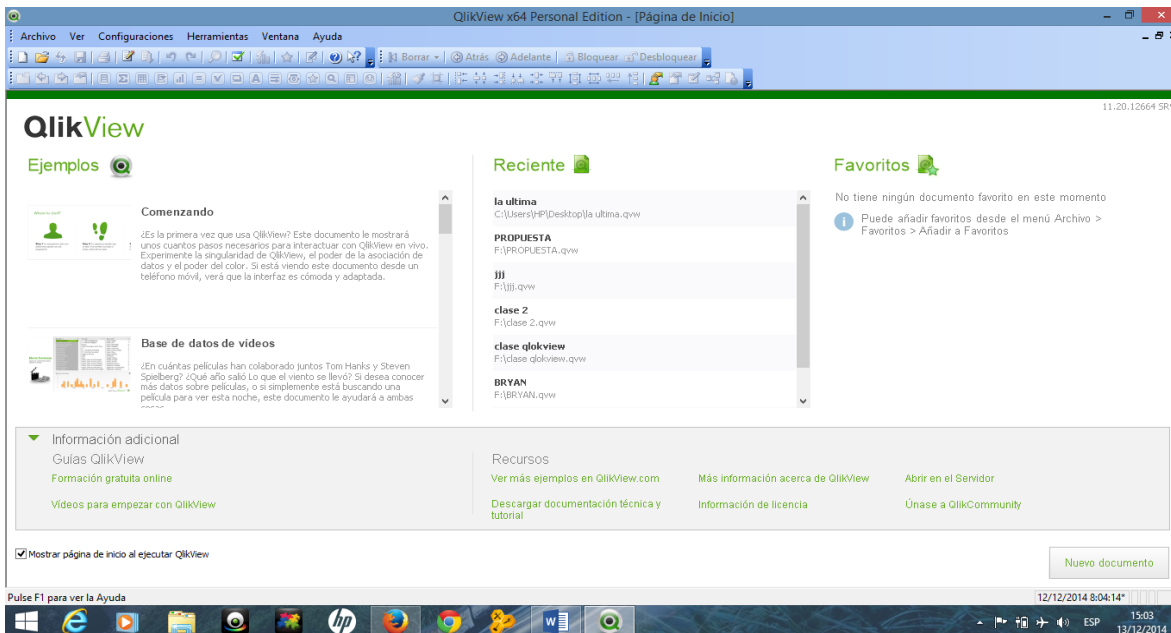 QlikView x64 Personal Edition - [Página de Inicio]
Archivo Ver Configuraciones Herramientas Ventana Ayuda
Borrar Atrás Adelante Bloquear Desbloquear
11.20.12664 SR
QlikView
Ejemplos
Comenzando
¿Es la primera vez que usa QlikView? Este documento le mostrará
unos cuantos pasos necesarios para interactuar con QlikView en vivo.
Experimente la singularidad de QlikView, el poder de la asociación de
datos y el poder del color. Si está viendo este documento desde un
teléfono móvil, verá que la interfaz es cómoda y adaptada.
Base de datos de vídeos
¿En cuántas películas han colaborado juntos Tom Hanks y Steven
Spielberg? ¿Qué año salió Lo que el viento se llevó? Si desea conocer
más datos sobre películas, o si simplemente está buscando una
película para ver esta noche, este documento le ayudará a ambas
Reciente
la ultima
C:\Users\HP\Desktop\la ultima.qvw
PROPUESTA
F:\PROPUESTA.qvw
jjj
F:\jjj.qvw
clase 2
F:\clase 2.qvw
clase qlokview
F:\clase qlokview.qvw
BRYAN
F:\BRYAN.qvw
Favoritos
No tiene ningún documento favorito en este momento
Puede añadir favoritos desde el menú Archivo >
Favoritos > Añadir a Favoritos
Información adicional
Guías QlikView
Formación gratuita online
Vídeos para empezar con QlikView
Recursos
Ver más ejemplos en QlikView.com
Más información acerca de QlikView
Abrir en el Servidor
Descargar documentación técnica y
tutorial
Información de licencia
Únase a QlikCommunity
Mostrar página de inicio al ejecutar QlikView
Nuevo documento
Pulse F1 para ver la Ayuda
12/12/2014 8:04:14*
hp
ESP
15:03
13/12/2014